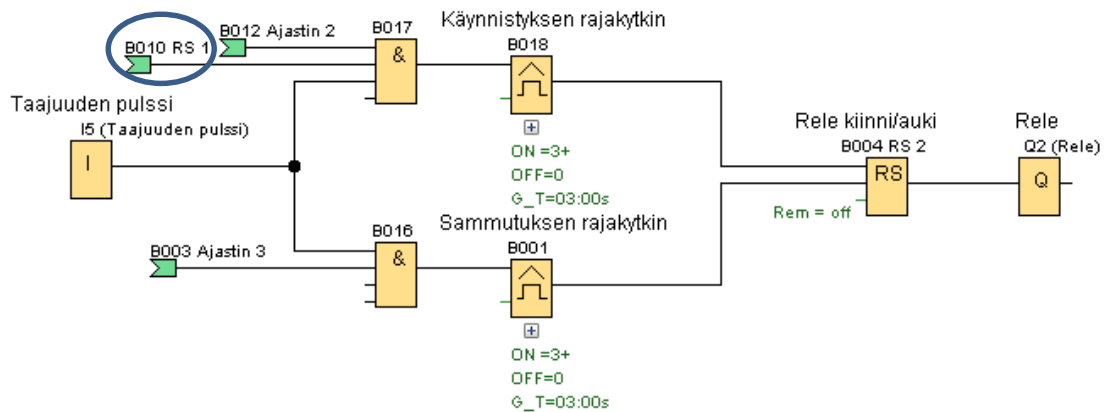 Käynnistyksen rajakytkin
B012 Ajastin 2
B017
B018
B010 RS 1
&
Taajuuden pulssi
I5 (Taajuuden pulssi)
I
ON =3+
OFF=0
G_T=03:00s
Rele kiinni/auki
Rele
B004 RS 2
Q2 (Rele)
RS
Q
Rem = off
Sammutuksen rajakytkin
B016
B001
B003 Ajastin 3
&
ON =3+
OFF=0
G_T=03:00s